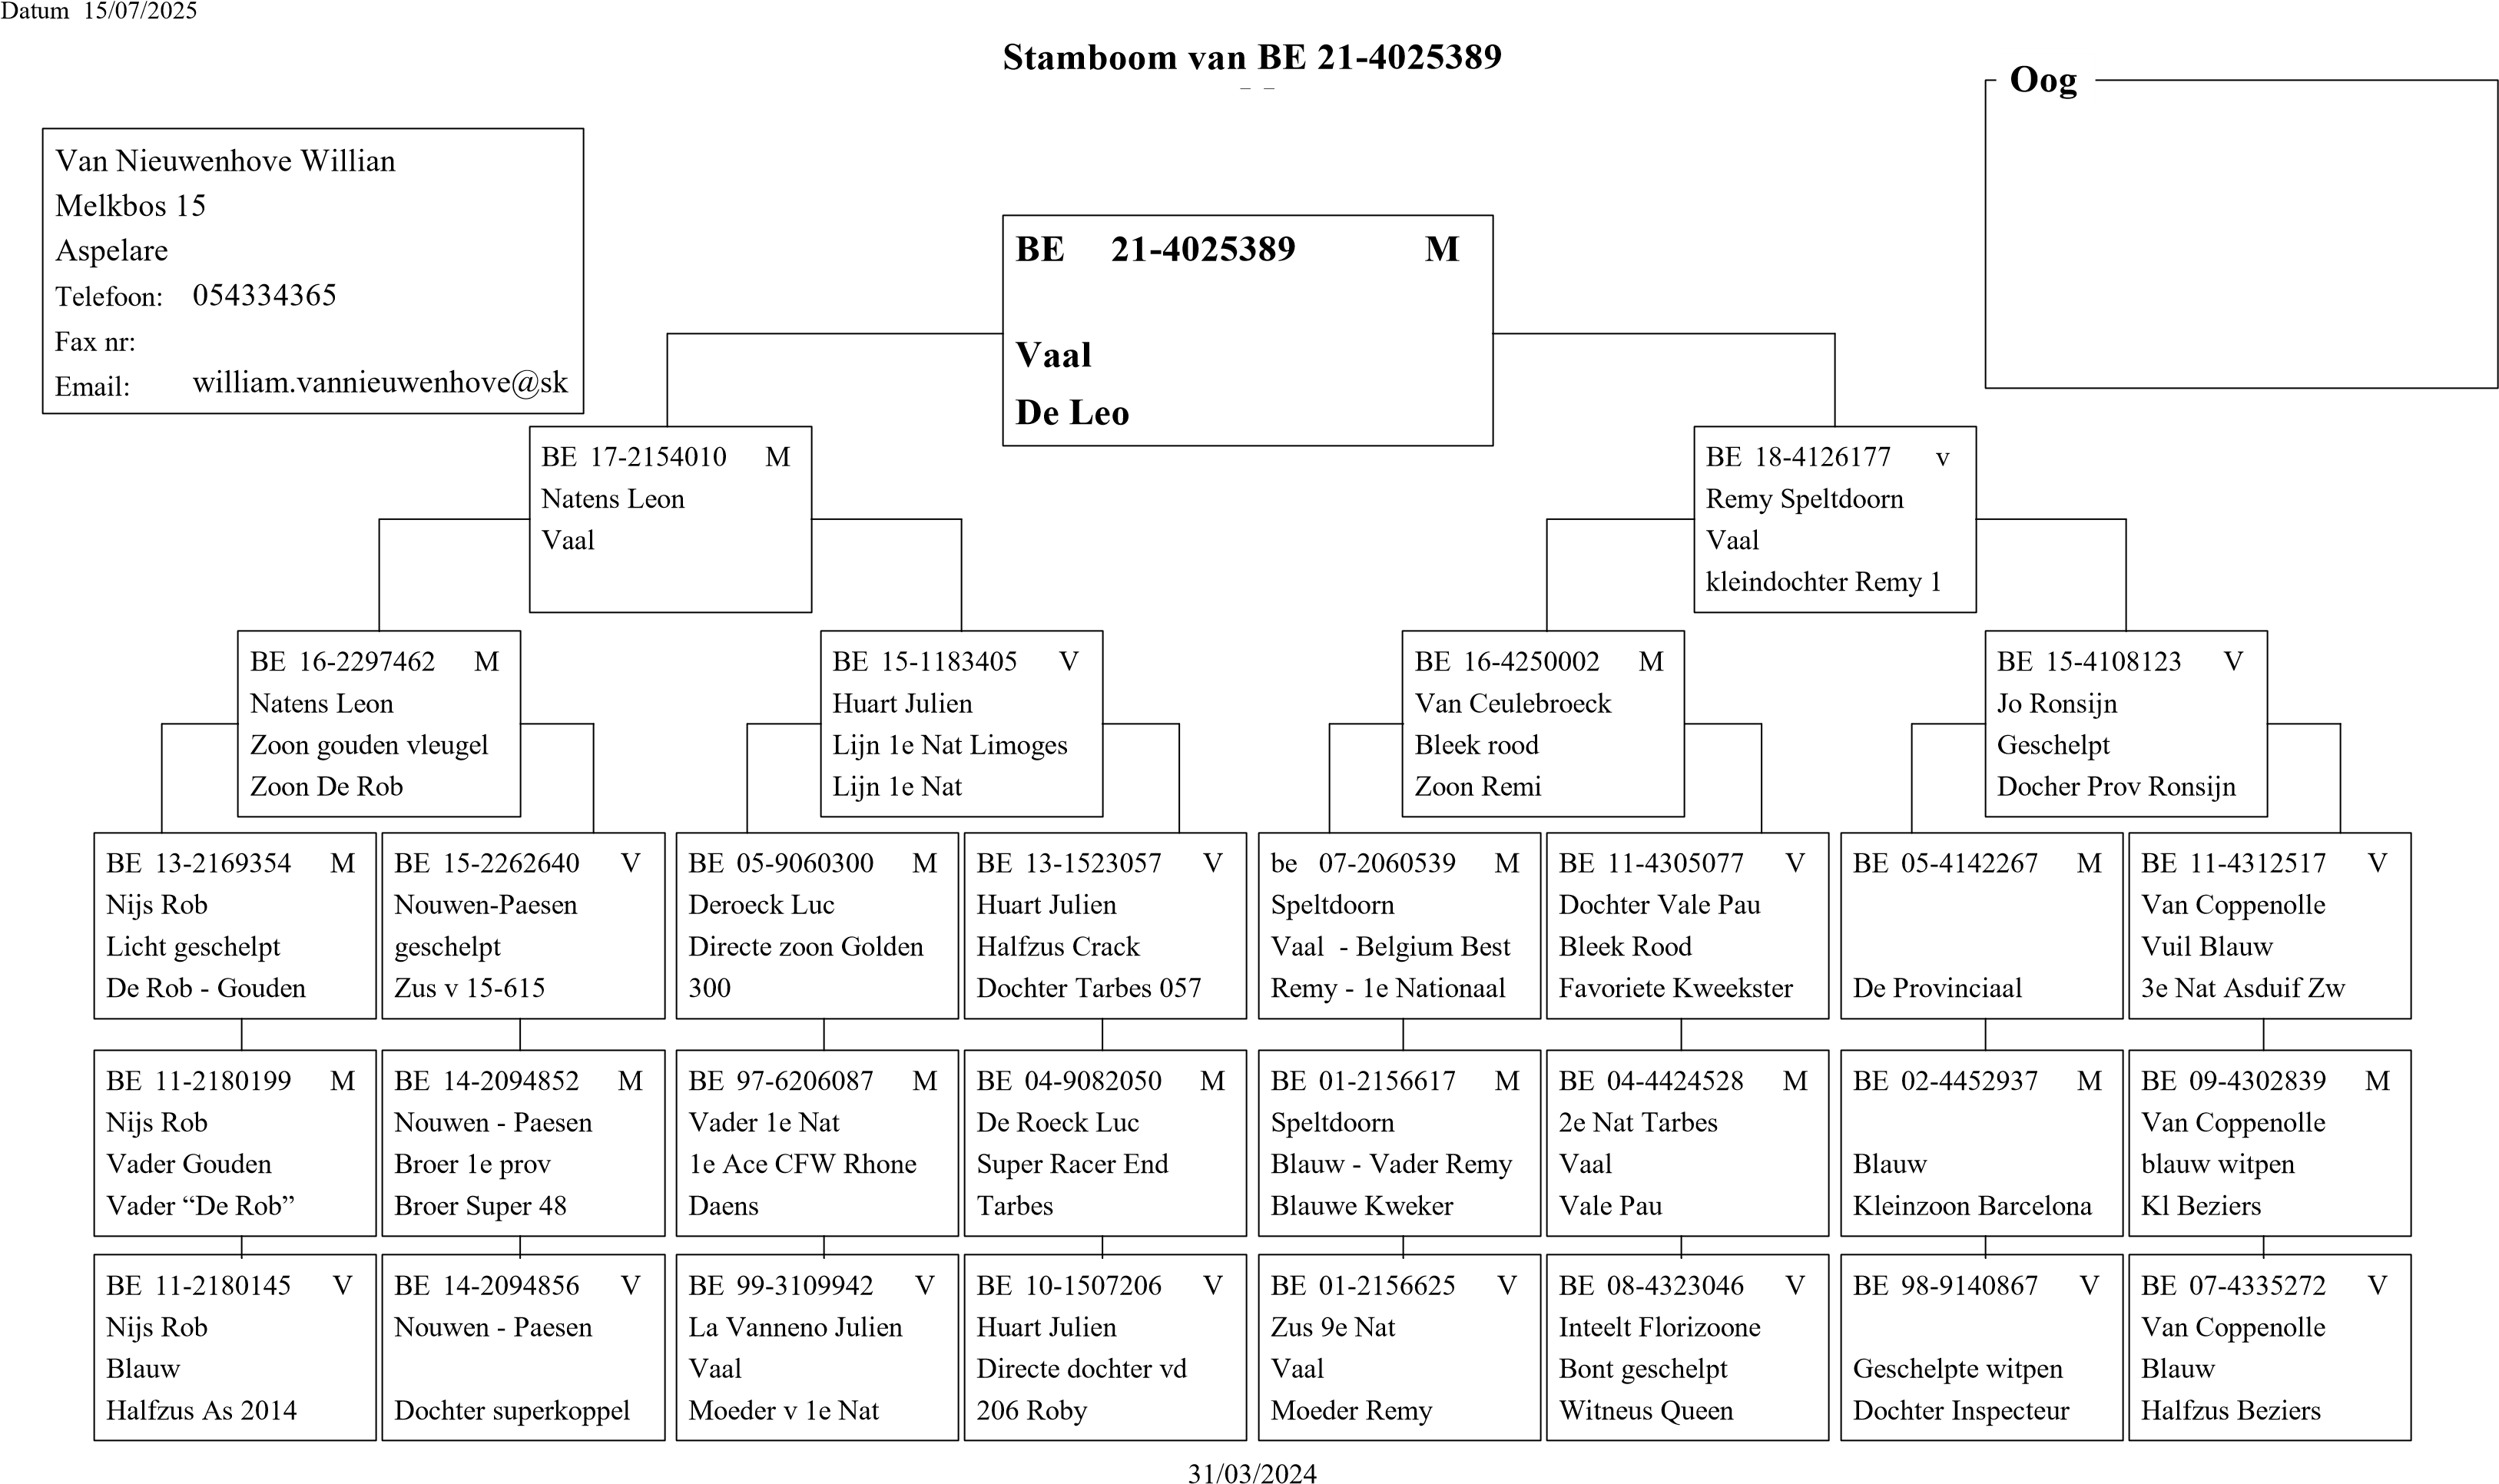 Datum 15/07/2025
Stamboom van BE 21-4025389
Oog
Van Nieuwenhove Willian
Melkbos 15
Aspelare
Telefoon: 054334365
Fax nr:
Email: william.vannieuwenhove@sk
BE 21-4025389 M
Vaal
De Leo
BE 17-2154010 M
Natens Leon
Vaal
BE 18-4126177 v
Remy Speltdoorn
Vaal
kleindochter Remy 1
BE 16-2297462 M
Natens Leon
Zoon gouden vleugel
Zoon De Rob
BE 15-1183405 V
Huart Julien
Lijn 1e Nat Limoges
Lijn 1e Nat
BE 16-4250002 M
Van Ceulebroeck
Bleek rood
Zoon Remi
BE 15-4108123 V
Jo Ronsijn
Geschelpt
Docher Prov Ronsijn
BE 13-2169354 M
Nijs Rob
Licht geschelpt
De Rob - Gouden
BE 15-2262640 V
Nouwen-Paesen
geschelpt
Zus v 15-615
BE 05-9060300 M
Deroeck Luc
Directe zoon Golden
300
BE 13-1523057 V
Huart Julien
Halfzus Crack
Dochter Tarbes 057
be 07-2060539 M
Speltdoorn
Vaal - Belgium Best
Remy - 1e Nationaal
BE 11-4305077 V
Dochter Vale Pau
Bleek Rood
Favoriete Kweekster
BE 05-4142267 M
De Provinciaal
BE 11-4312517 V
Van Coppenolle
Vuil Blauw
3e Nat Asduif Zw
BE 11-2180199 M
Nijs Rob
Vader Gouden
Vader “De Rob”
BE 14-2094852 M
Nouwen - Paesen
Broer 1e prov
Broer Super 48
BE 97-6206087 M
Vader 1e Nat
1e Ace CFW Rhone
Daens
BE 04-9082050 M
De Roeck Luc
Super Racer End
Tarbes
BE 01-2156617 M
Speltdoorn
Blauw - Vader Remy
Blauwe Kweker
BE 04-4424528 M
2e Nat Tarbes
Vaal
Vale Pau
BE 02-4452937 M
Blauw
Kleinzoon Barcelona
BE 09-4302839 M
Van Coppenolle
blauw witpen
Kl Beziers
BE 11-2180145 V
Nijs Rob
Blauw
Halfzus As 2014
BE 14-2094856 V
Nouwen - Paesen
Dochter superkoppel
BE 99-3109942 V
La Vanneno Julien
Vaal
Moeder v 1e Nat
BE 10-1507206 V
Huart Julien
Directe dochter vd
206 Roby
BE 01-2156625 V
Zus 9e Nat
Vaal
Moeder Remy
BE 08-4323046 V
Inteelt Florizoone
Bont geschelpt
Witneus Queen
BE 98-9140867 V
Geschelpte witpen
Dochter Inspecteur
BE 07-4335272 V
Van Coppenolle
Blauw
Halfzus Beziers
31/03/2024